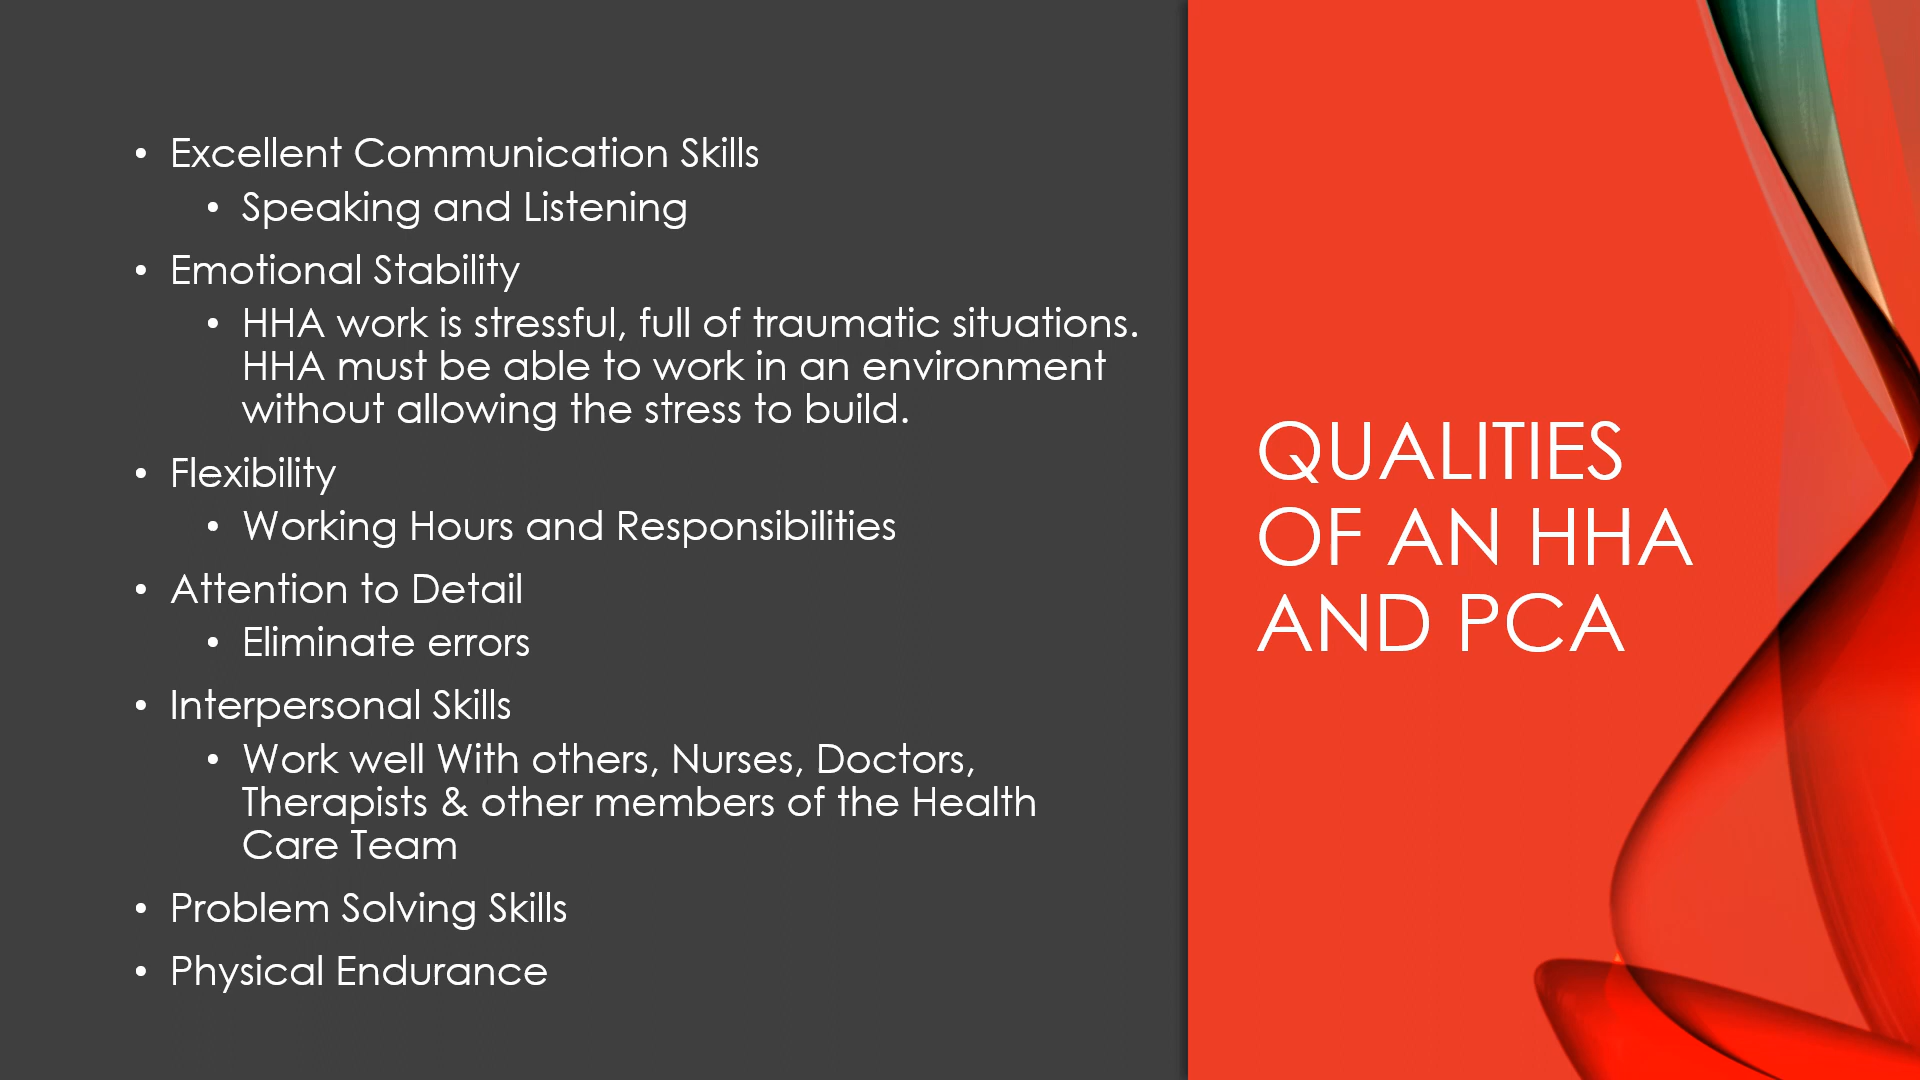 • Excellent Communication Skills
• Speaking and Listening
• Emotional Stability
• HHA work is stressful, full of traumatic situations.
HHA must be able to work in an environment
without allowing the stress to build.
• Flexibility
• Working Hours and Responsibilities
• Attention to Detail
• Eliminate errors
• Interpersonal Skills
• Work well With others, Nurses, Doctors,
Therapists & other members of the Health
Care Team
• Problem Solving Skills
• Physical Endurance
QUALITIES
OF AN HHA
AND PCA